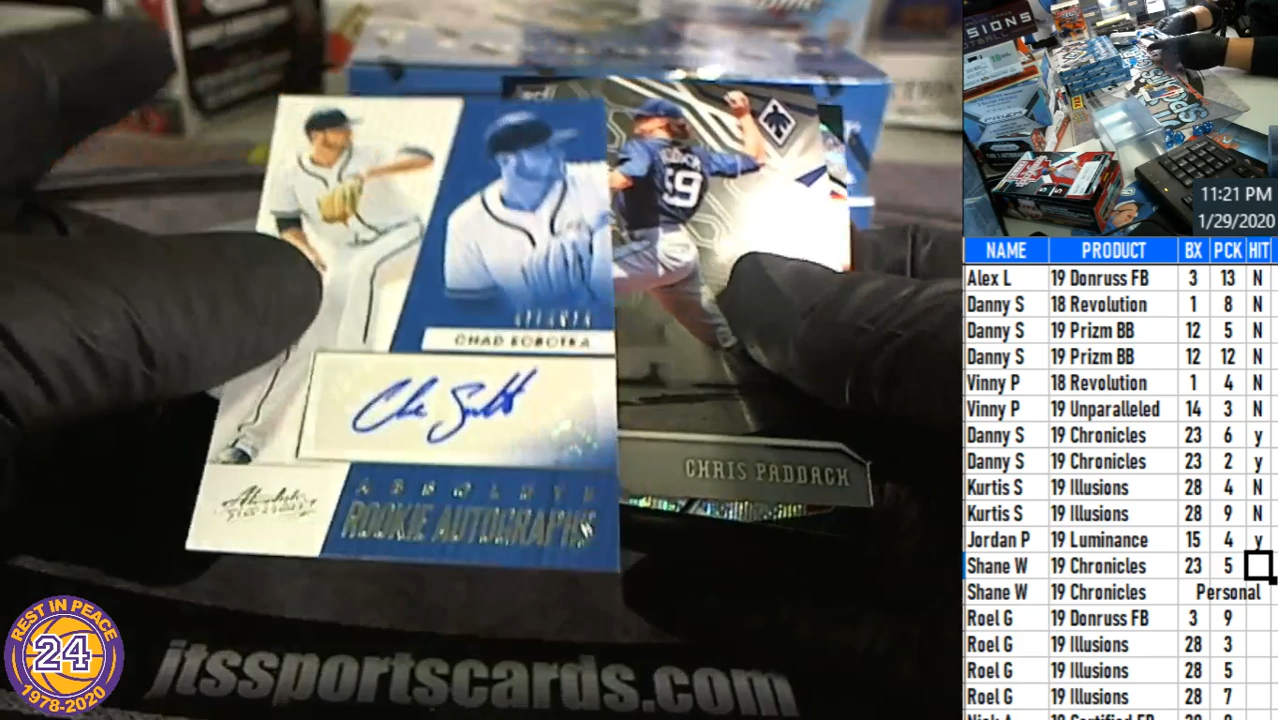 SIONS
11:21 PM
1/29/2020
CHAD SOBOTKA
Absolute
ABSOLUTE
ROOKIE AUTOGRAPHS
59
CHRIS PADDACK
jtssportscards.com
REST IN PEACE
24
1978-2020
NAME PRODUCT BX PCK HIT
Alex L 19 Donruss FB 3 13 N
Danny S 18 Revolution 1 8 N
Danny S 19 Prizm BB 12 5 N
Danny S 19 Prizm BB 12 12 N
Vinny P 18 Revolution 1 4 N
Vinny P 19 Unparalleled 14 3 N
Danny S 19 Chronicles 23 6 y
Danny S 19 Chronicles 23 2 y
Kurtis S 19 Illusions 28 4 N
Kurtis S 19 Illusions 28 9 N
Jordan P 19 Luminance 15 4 y
Shane W 19 Chronicles 23 5
Shane W 19 Chronicles Personal
Roel G 19 Donruss FB 3 9
Roel G 19 Illusions 28 3
Roel G 19 Illusions 28 5
Roel G 19 Illusions 28 7